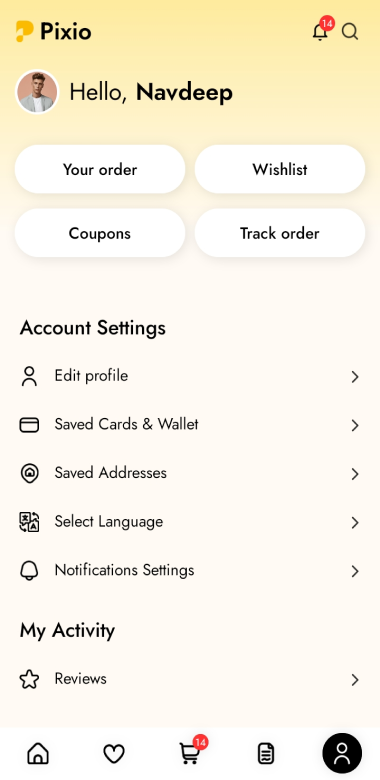 Pixio
14
Hello, Navdeep
Your order
Wishlist
Coupons
Track order
Account Settings
Edit profile
Saved Cards & Wallet
Saved Addresses
Select Language
Notifications Settings
My Activity
Reviews
14